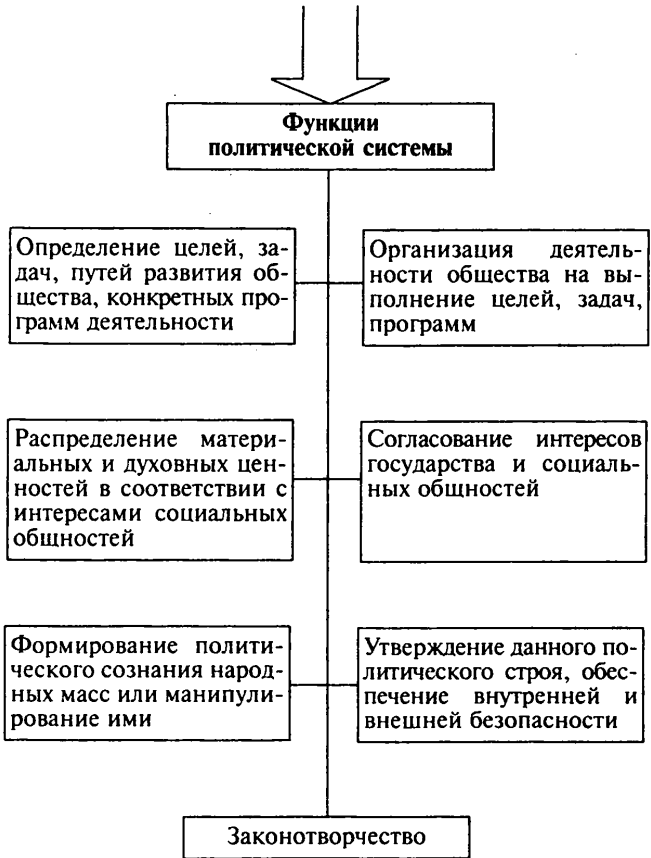 Функции
политической системы
Определение целей, за-
дач, путей развития об-
щества, конкретных про-
грамм деятельности
Организация деятель-
ности общества на вы-
полнение целей, задач,
программ
Распределение матери-
альных и духовных цен-
ностей в соответствии с
интересами социальных
общностей
Согласование интересов
государства и социаль-
ных общностей
Формирование полити-
ческого сознания народ-
ных масс или манипули-
рование ими
Утверждение данного по-
литического строя, обес-
печение внутренней и
внешней безопасности
Законотворчество